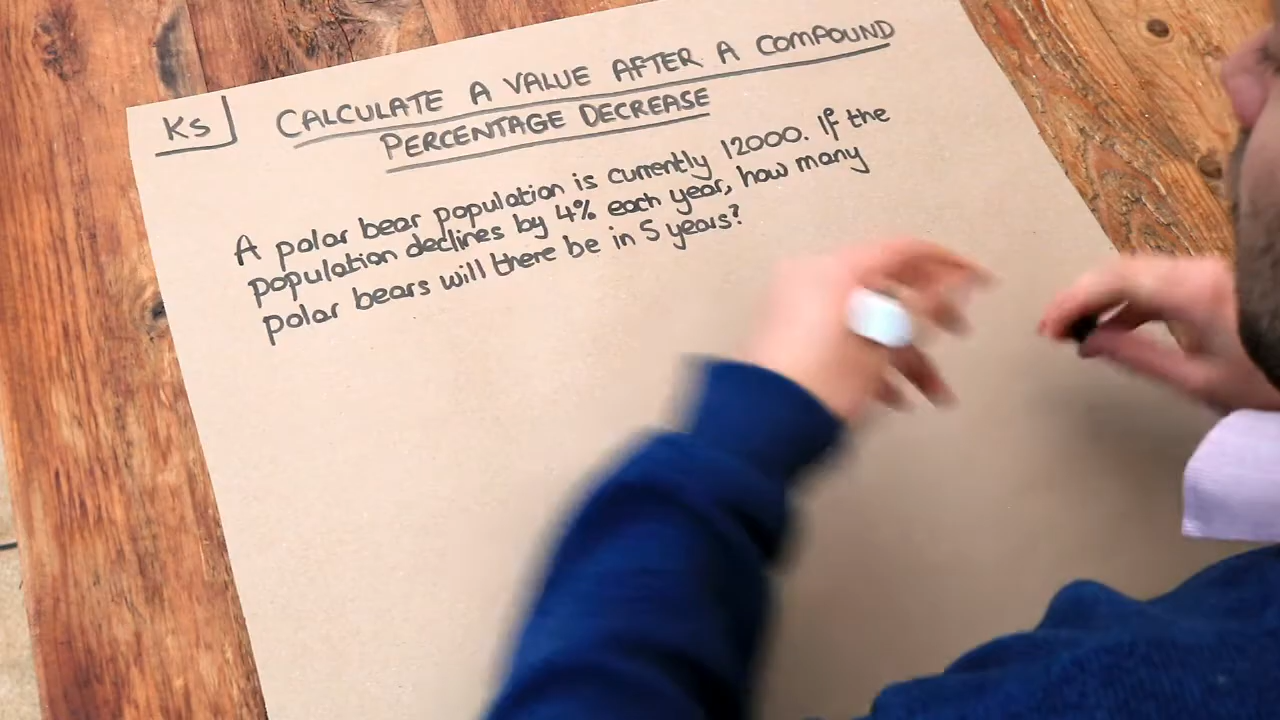 Ks
CALCULATE A VALUE AFTER A COMPOUND
PERCENTAGE DECREASE
A polar bear population is currently 12000. If the
population declines by 4% each year, how many
polar bears will there be in 5 years?